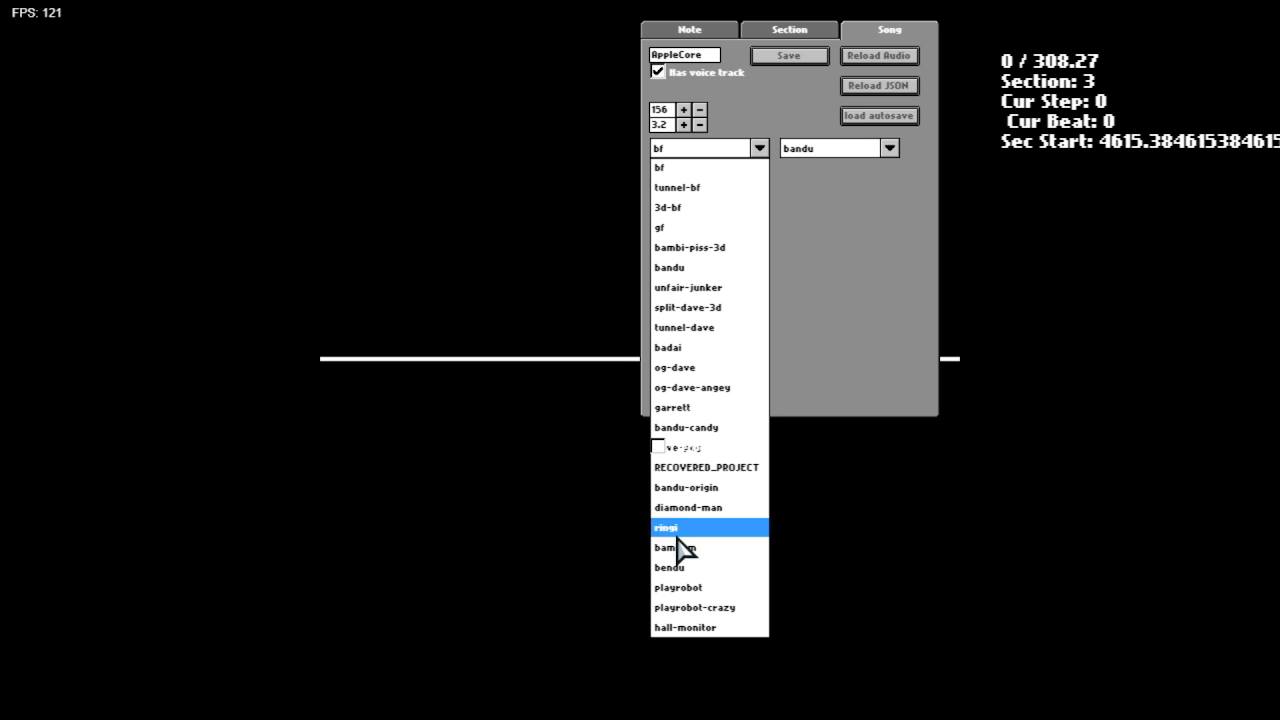 FPS: 121
Note Section Song
AppleCore Save Reload Audio
Has voice track
Reload JSON
156 + -
load autosave
3.2 + -
bf bandu
bf
tunnel-bf
3d-bf
gf
bambi-piss-3d
bandu
unfair-junker
split-dave-3d
tunnel-dave
badai
og-dave
og-dave-angey
garrett
bandu-candy
RECOVERED_PROJECT
bandu-origin
diamond-man
ringi
bendu
playrobot
playrobot-crazy
hall-monitor
0 / 308.27
Section: 3
Cur Step: 0
Cur Beat: 0
Sec Start: 4615.384615384615